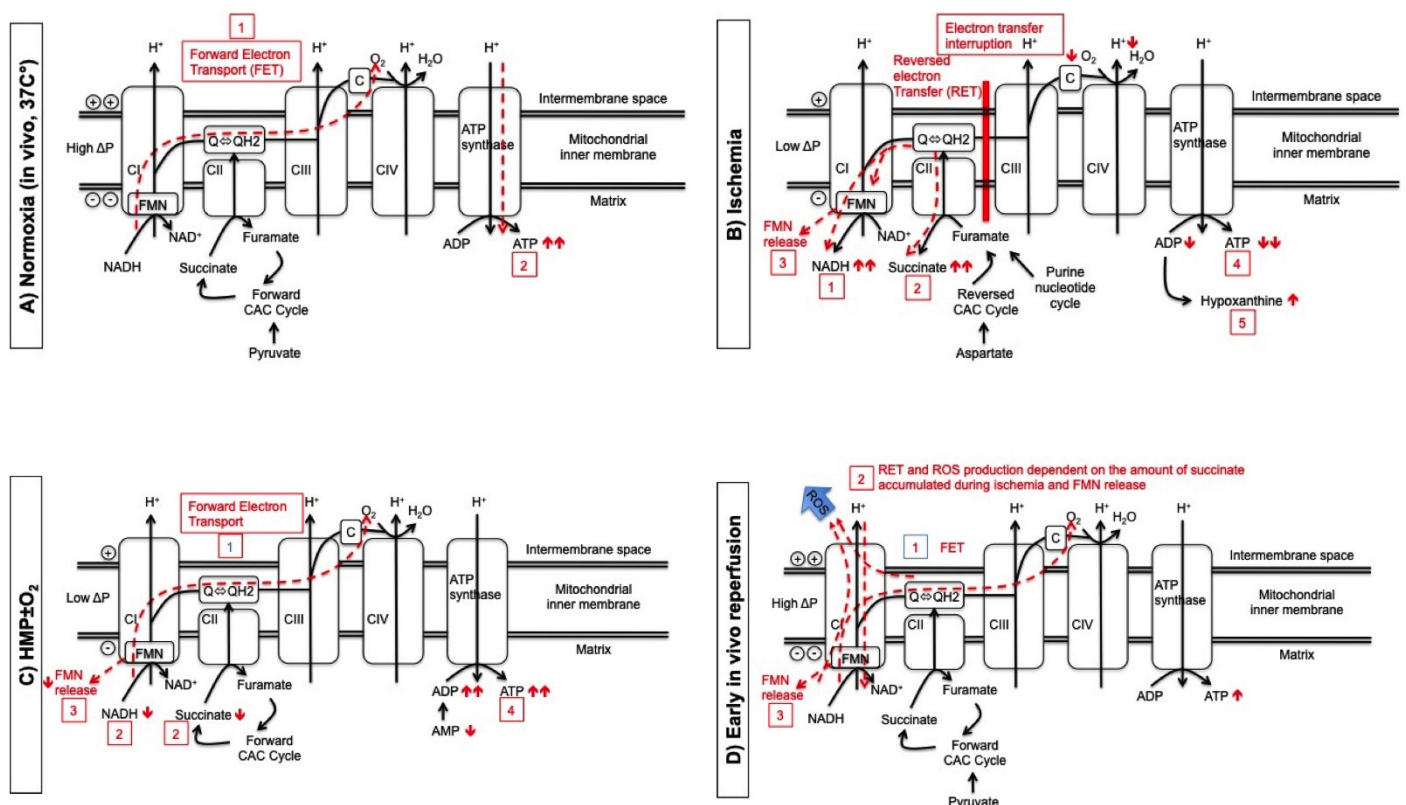 A) Normoxia (in vivo, 37C°)
1
Forward Electron
Transport (FET)
H⁺
H⁺
O₂
H⁺
H₂O
H⁺
C
Intermembrane space
High ΔP
Q⇔QH2
ATP
synthase
Mitochondrial
inner membrane
CI
CII
CIII
CIV
Matrix
FMN
NAD⁺
Furamate
ADP
ATP
NADH
Succinate
2
Forward
CAC Cycle
Pyruvate
B) Ischemia
Electron transfer
interruption
Reversed
electron
Transfer (RET)
H⁺
H⁺
O₂
H⁺
H₂O
H⁺
C
Intermembrane space
Low ΔP
Q⇔QH2
ATP
synthase
Mitochondrial
inner membrane
CI
CII
CIII
CIV
Matrix
FMN
FMN
release
3
NAD⁺
Furamate
NADH
1
Succinate
2
Reversed
CAC Cycle
Aspartate
Purine
nucleotide
cycle
ADP
ATP
4
Hypoxanthine
5
C) HMP±O₂
Forward Electron
Transport
1
H⁺
H⁺
O₂
H⁺
H₂O
H⁺
C
Intermembrane space
Low ΔP
Q⇔QH2
ATP
synthase
Mitochondrial
inner membrane
CI
CII
CIII
CIV
Matrix
FMN
FMN
release
3
NAD⁺
Furamate
NADH
2
Succinate
2
Forward
CAC Cycle
ADP
ATP
4
AMP
D) Early in vivo reperfusion
2 RET and ROS production dependent on the amount of succinate
accumulated during ischemia and FMN release
ROS
H⁺
H⁺
O₂
H⁺
H₂O
H⁺
1 FET
C
Intermembrane space
High ΔP
Q⇔QH2
ATP
synthase
Mitochondrial
inner membrane
CI
CII
CIII
CIV
Matrix
FMN
FMN
release
3
NAD⁺
Furamate
NADH
Succinate
ADP
ATP
Forward
CAC Cycle
Pyruvate